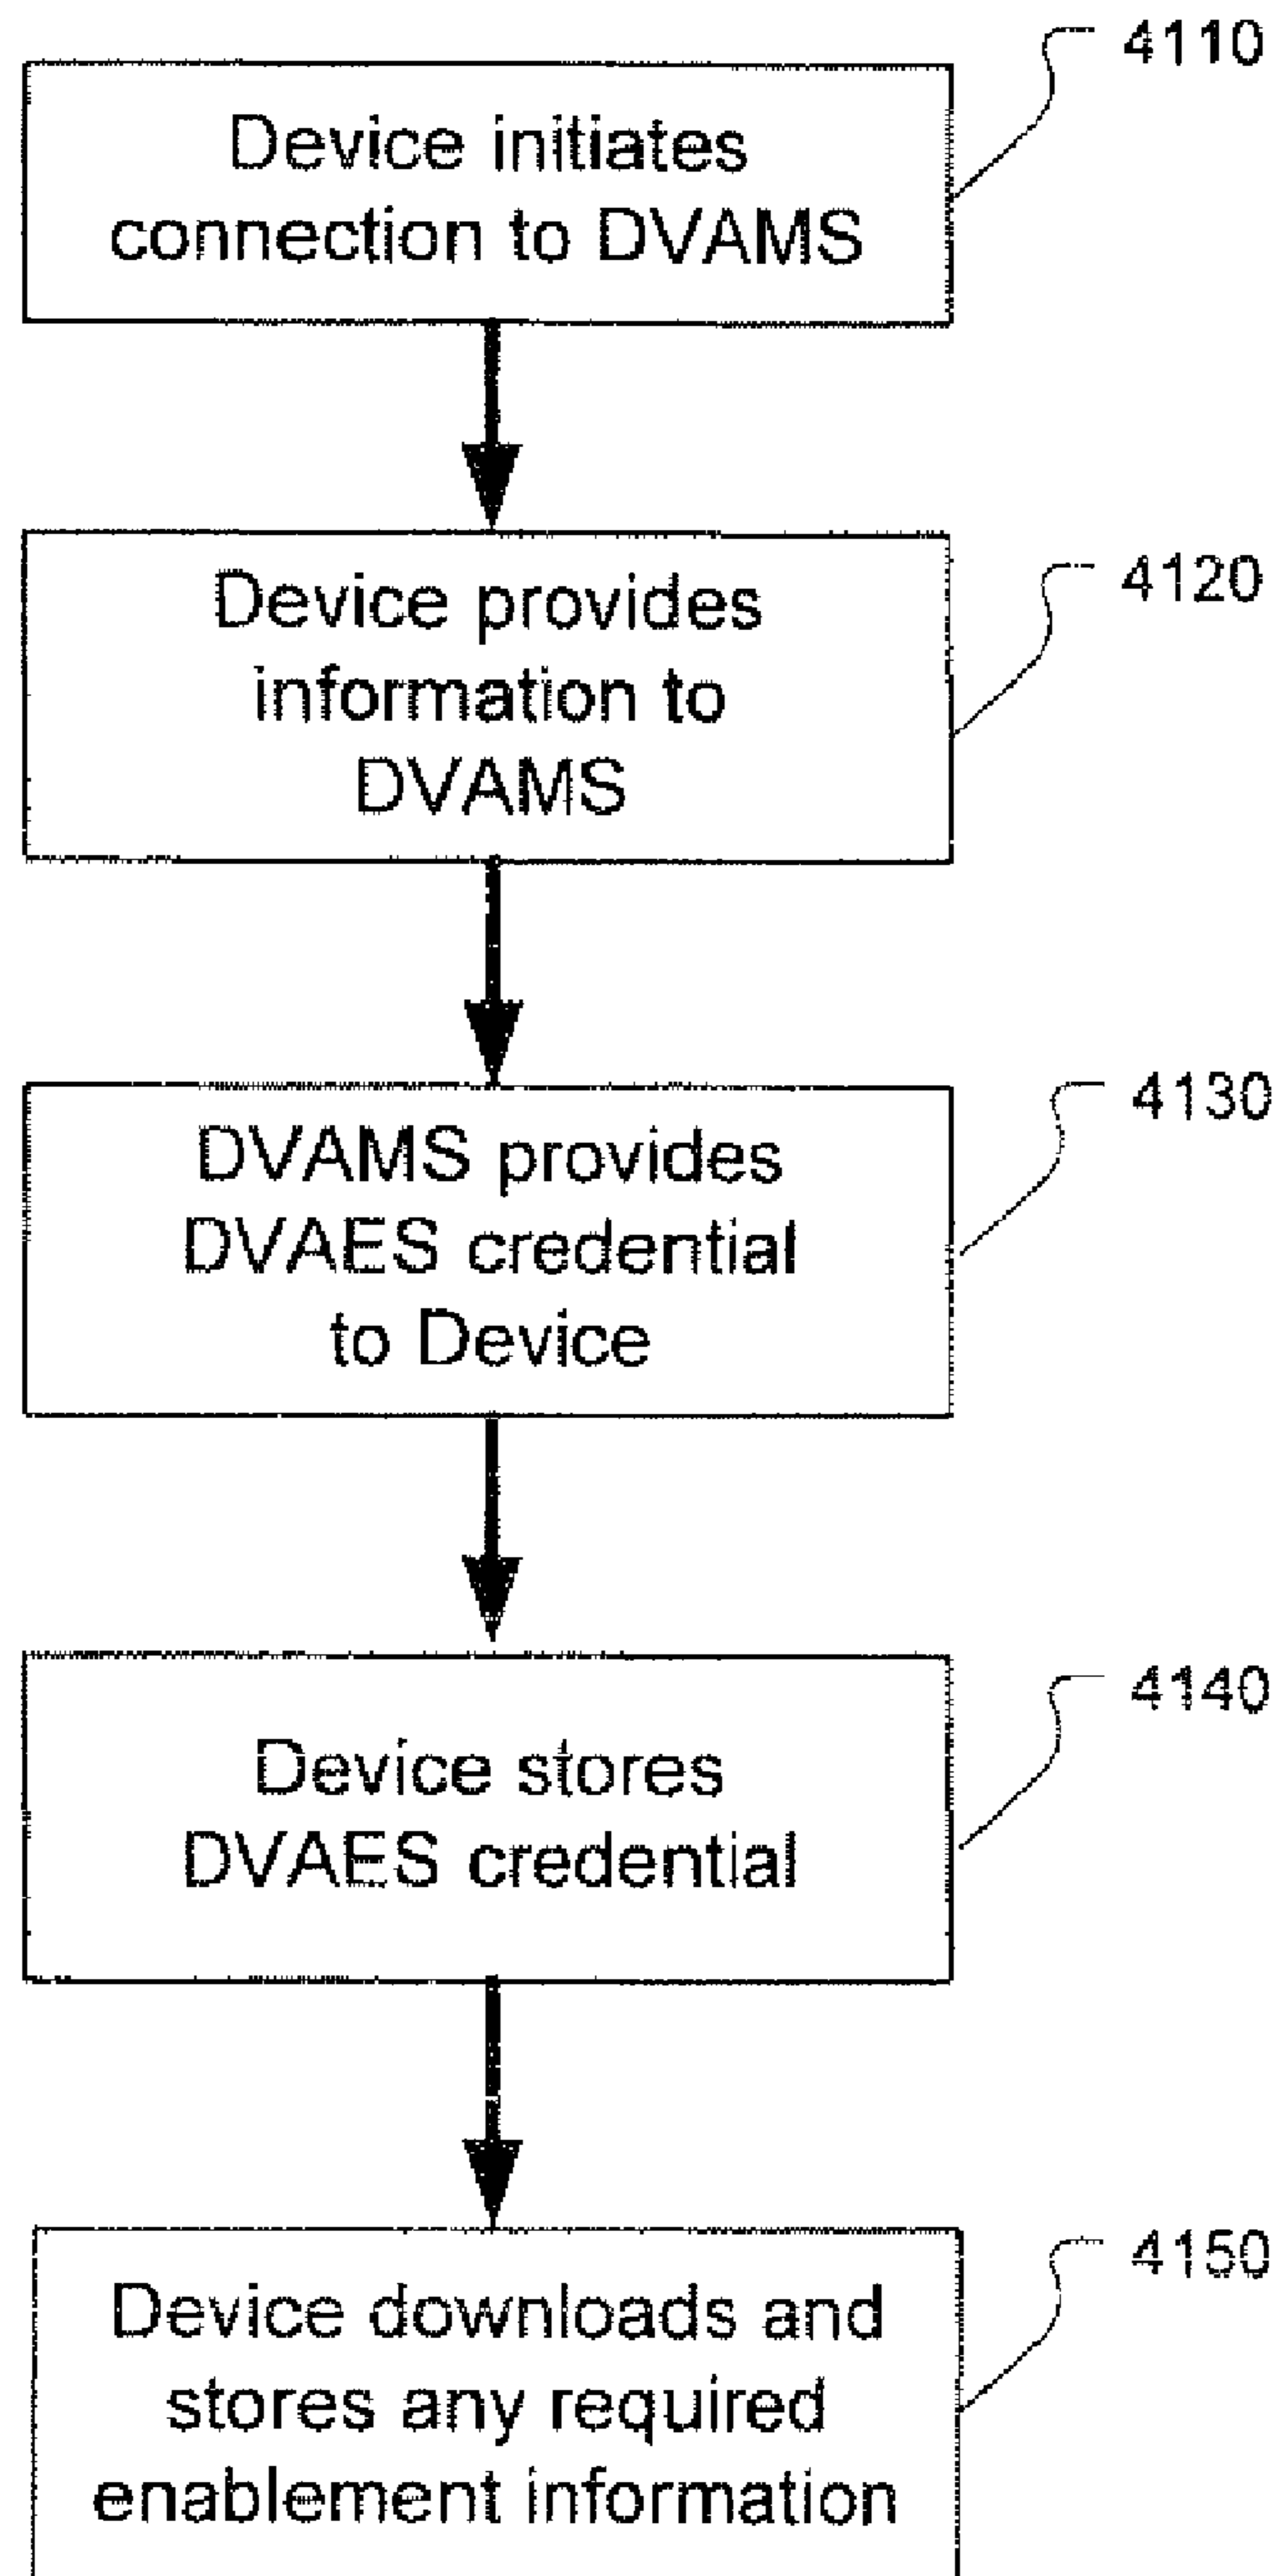 4110
Device initiates
connection to DVAMS
4120
Device provides
information to
DVAMS
4130
DVAMS provides
DVAES credential
to Device
4140
Device stores
DVAES credential
4150
Device downloads and
stores any required
enablement information